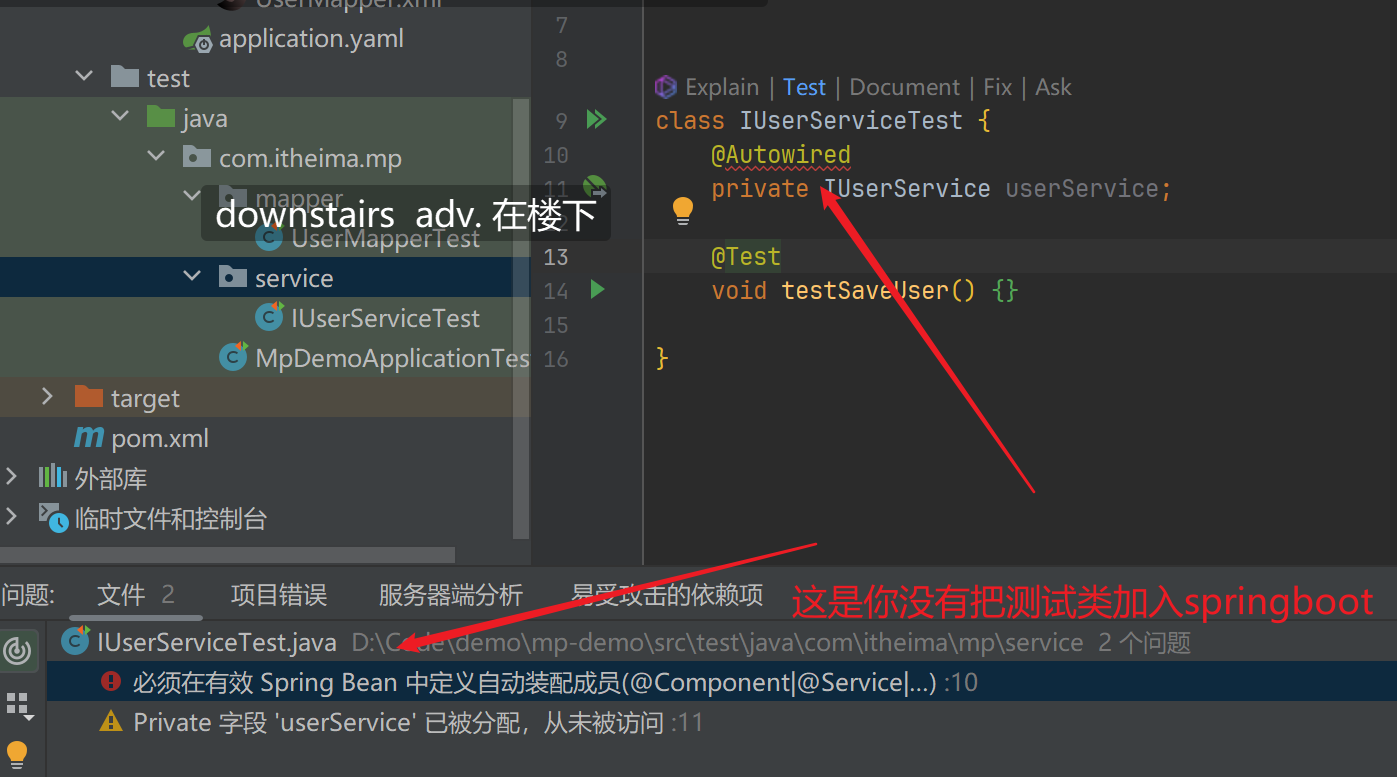 UserMapper.xml
application.yaml
test
java
com.itheima.mp
mapper
downstairs adv. 在楼下
UserMapperTest
service
IUserServiceTest
MpDemoApplicationTes
target
pom.xml
外部库
临时文件和控制台
7
8
Explain | Test | Document | Fix | Ask
9 class IUserServiceTest {
10 @Autowired
11 private IUserService userService;
13 @Test
14 void testSaveUser() {}
15
16 }
问题: 文件 2 项目错误 服务器端分析 易受攻击的依赖项
这是你没有把测试类加入springboot
IUserServiceTest.java D:\Code\demo\mp-demo\src\test\java\com\itheima\mp\service 2 个问题
必须在有效 Spring Bean 中定义自动装配成员(@Component|@Service|...) :10
Private 字段 'userService' 已被分配，从未被访问 :11